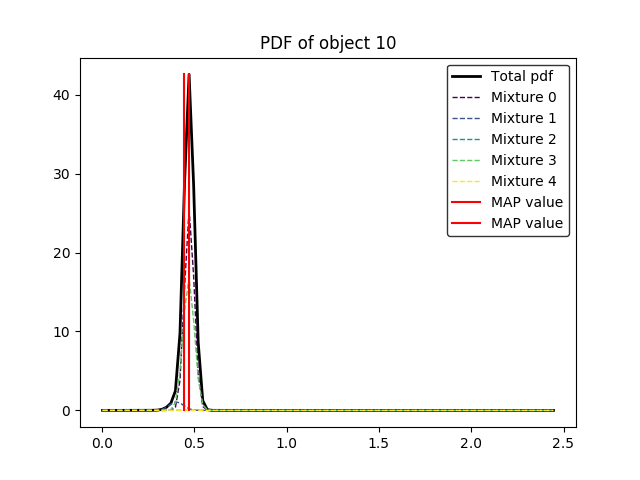 PDF of object 10
Total pdf
Mixture 0
Mixture 1
Mixture 2
Mixture 3
Mixture 4
MAP value
MAP value
40
30
20
10
0
0.0 0.5 1.0 1.5 2.0 2.5